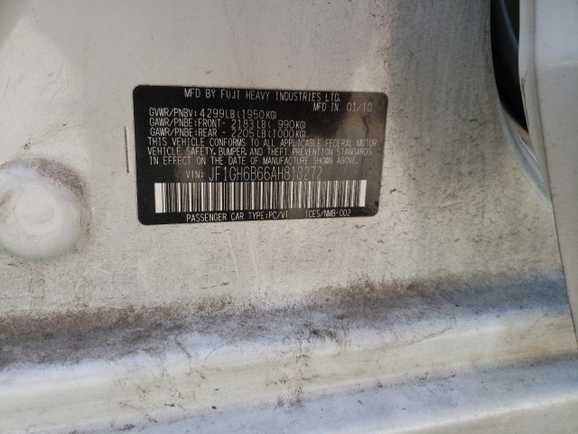 MFD BY FUJI HEAVY INDUSTRIES LTD.
MFD IN 01/10
GVWR/PNBV: 4299LB(1950KG)
GAWR/PNBE:FRONT- 2183LB( 990KG)
GAWR/PNBE:REAR - 2205LB(1000KG)
THIS VEHICLE CONFORMS TO ALL APPLICABLE FEDERAL MOTOR
VEHICLE SAFETY, BUMPER, AND THEFT PREVENTION STANDARDS
IN EFFECT ON THE DATE OF MANUFACTURE SHOWN ABOVE.
VIN: JF1GH6B66AH810272
PASSENGER CAR TYPE:PC/VT 1CES/NMB-002